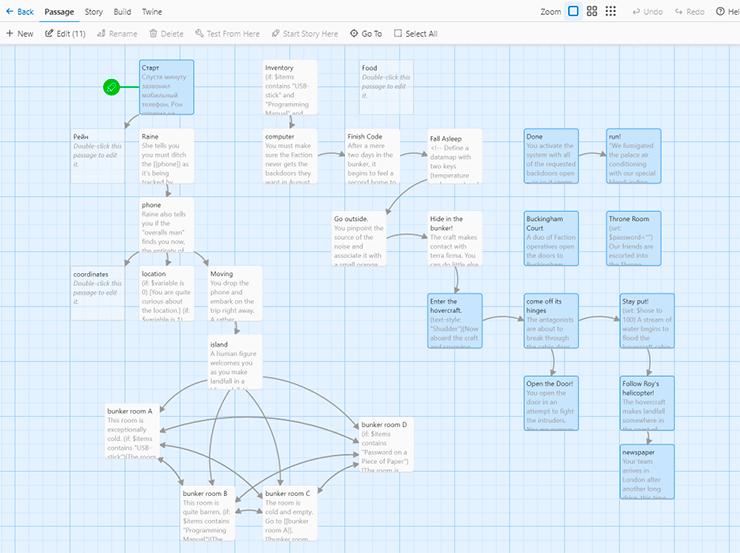 Back Passage Story Build Twine Zoom Undo Redo Hel
New Edit (11) Rename Delete Test From Here Start Story Here Go To Select All
Старт
Спустя минуту
зазвонил
мобильный
телефон. Рон
Inventory
(if: $items
contains "USB-
stick" and
"Programming
Manual" and
Food
Double-click this
passage to edit
it.
Рейн
Double-click this
passage to edit
it.
Raine
She tells you
you must ditch
the [[phone]] as
it's being
tracked by
computer
You must make
sure the Faction
never gets the
backdoors they
want in August
Finish Code
After a mere
two days in the
bunker, it
begins to feel a
second home to
Fall Asleep
<!-- Define a
datamap with
two keys
(temperature
Done
You activate the
system with all
of the
requested
backdoors open
run!
"We fumigated
the palace air
conditioning
with our special
phone
Raine also tells
you if the
"overalls man"
finds you now,
the entirety of
Go outside.
You pinpoint the
source of the
noise and
associate it with
a small orange
Hide in the
bunker!
The craft makes
contact with
terra firma. You
can do little else
Buckingham
Court
A duo of Faction
operatives open
the doors to
Buckingham
Throne Room
(set:
$password="")
Our friends are
escorted into
the Throne
coordinates
Double-click this
passage to edit
it.
location
(if: $variable is
0) [You are quite
curious about
the location.] (if:
$variable is 1)
Moving
You drop the
phone and
embark on the
trip right away.
A rather
Enter the
hovercraft.
(text-style:
"Shudder")[Now
aboard the craft
come off its
hinges
The antagonists
are about to
break through
the cabin door
Stay put!
(set: $hose to
100) A stream of
water begins to
flood the
hovercraft cabin
island
A human figure
welcomes you
as you make
landfall in a
Open the Door!
You open the
door in an
attempt to fight
the intruders.
Follow Roy's
helicopter!
The hovercraft
makes landfall
somewhere in
bunker room A
This room is
exceptionally
cold. (if: $items
contains "USB-
stick")[The room
bunker room D
(if: $items
contains
"Password on a
Piece of Paper")
[The room is
newspaper
Your team
arrives in
London after
another long
drive, this time
bunker room B
This room is
quite barren. (if:
$items contains
"Programming
Manual")[The
bunker room C
The room is
cold and empty.
Go to [[bunker
room A]],
[[bunker room